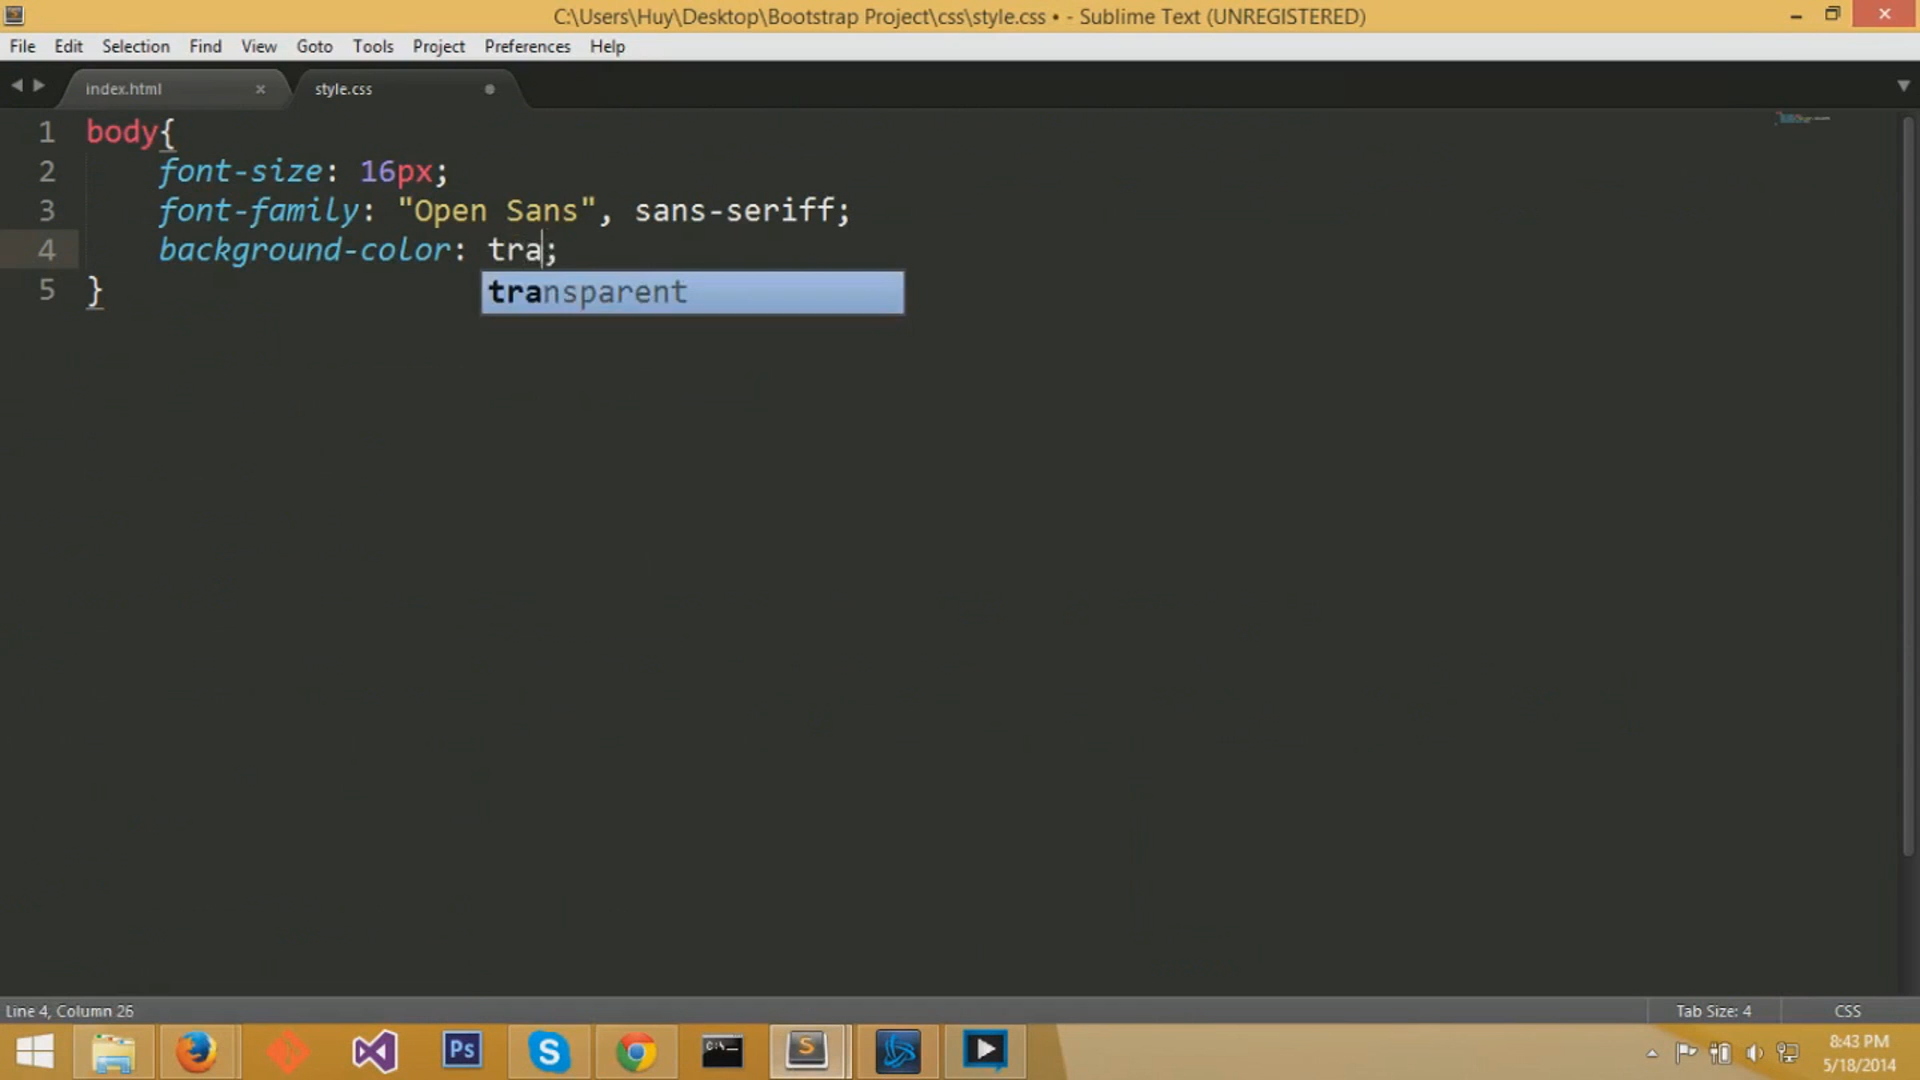 C:\Users\Huy\Desktop\Bootstrap Project\css\style.css • - Sublime Text (UNREGISTERED)
File Edit Selection Find View Goto Tools Project Preferences Help
index.html × style.css
1 body{
2 font-size: 16px;
3 font-family: "Open Sans", sans-seriff;
4 background-color: tra;
transparent
5 }
Line 4, Column 26 Tab Size: 4 CSS
Ps S C:\_ S
8:43 PM
5/18/2014